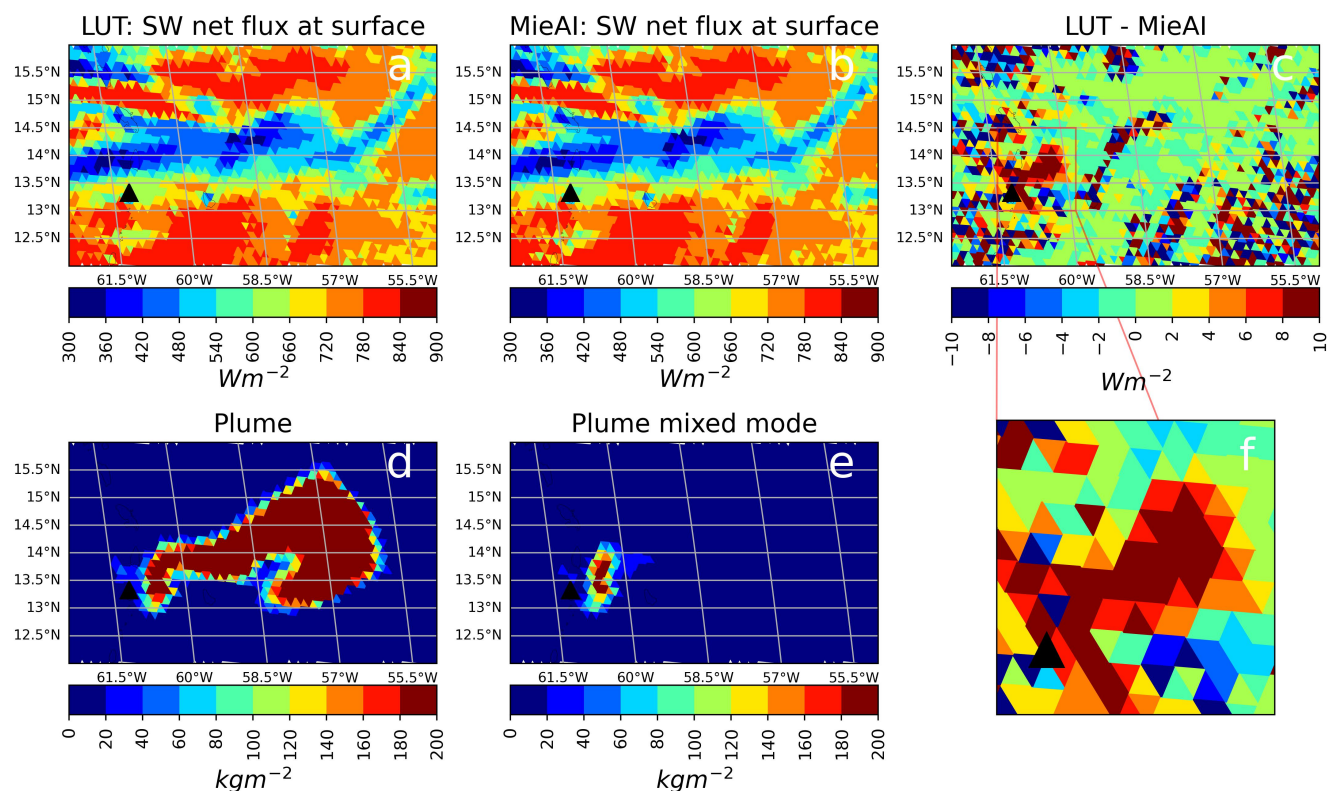 LUT: SW net flux at surface
MieAI: SW net flux at surface
LUT - MieAI
a
b
c
15.5°N
15°N
14.5°N
14°N
13.5°N
13°N
12.5°N
15.5°N
15°N
14.5°N
14°N
13.5°N
13°N
12.5°N
15.5°N
15°N
14.5°N
14°N
13.5°N
13°N
12.5°N
61.5°W 60°W 58.5°W 57°W 55.5°W
61.5°W 60°W 58.5°W 57°W 55.5°W
61.5°W 60°W 58.5°W 57°W 55.5°W
300 360 420 480 540 600 660 720 780 840 900
300 360 420 480 540 600 660 720 780 840 900
−10 −8 −6 −4 −2 0 2 4 6 8 10
Wm⁻²
Wm⁻²
Wm⁻²
Plume
Plume mixed mode
d
e
f
15.5°N
15°N
14.5°N
14°N
13.5°N
13°N
12.5°N
15.5°N
15°N
14.5°N
14°N
13.5°N
13°N
12.5°N
61.5°W 60°W 58.5°W 57°W 55.5°W
61.5°W 60°W 58.5°W 57°W 55.5°W
0 20 40 60 80 100 120 140 160 180 200
0 20 40 60 80 100 120 140 160 180 200
kgm⁻²
kgm⁻²